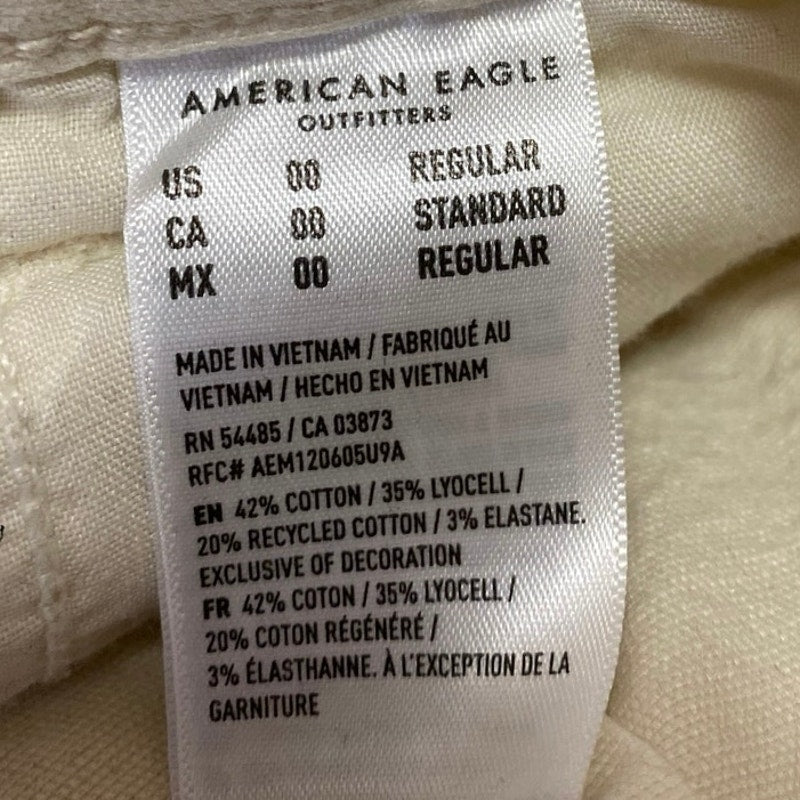 AMERICAN EAGLE
OUTFITTERS
US 00 REGULAR
CA 00 STANDARD
MX 00 REGULAR
MADE IN VIETNAM / FABRIQUÉ AU
VIETNAM / HECHO EN VIETNAM
RN 54485 / CA 03873
RFC# AEM120605U9A
EN 42% COTTON / 35% LYOCELL /
20% RECYCLED COTTON / 3% ELASTANE.
EXCLUSIVE OF DECORATION
FR 42% COTON / 35% LYOCELL /
20% COTON RÉGÉNÉRÉ /
3% ÉLASTHANNE. À L'EXCEPTION DE LA
GARNITURE